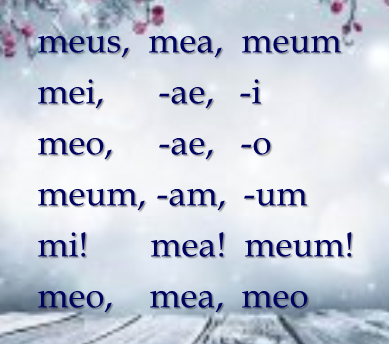 meus, mea, meum
mei, -ae, -i
meo, -ae, -o
meum, -am, -um
mi! mea! meum!
meo, mea, meo